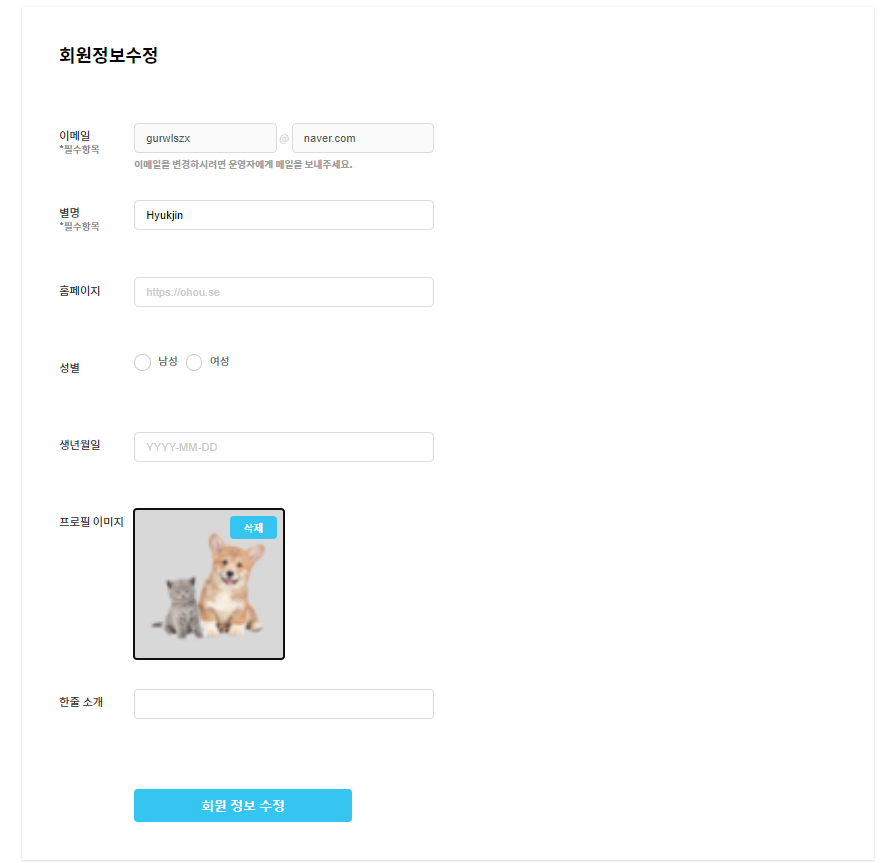 회원정보수정
이메일
*필수항목
gurwlszx @ naver.com
이메일을 변경하시려면 운영자에게 메일을 보내주세요.
별명
*필수항목
Hyukjin
홈페이지
https://ohou.se
성별
남성 여성
생년월일
YYYY-MM-DD
프로필 이미지
삭제
한줄 소개
회원 정보 수정